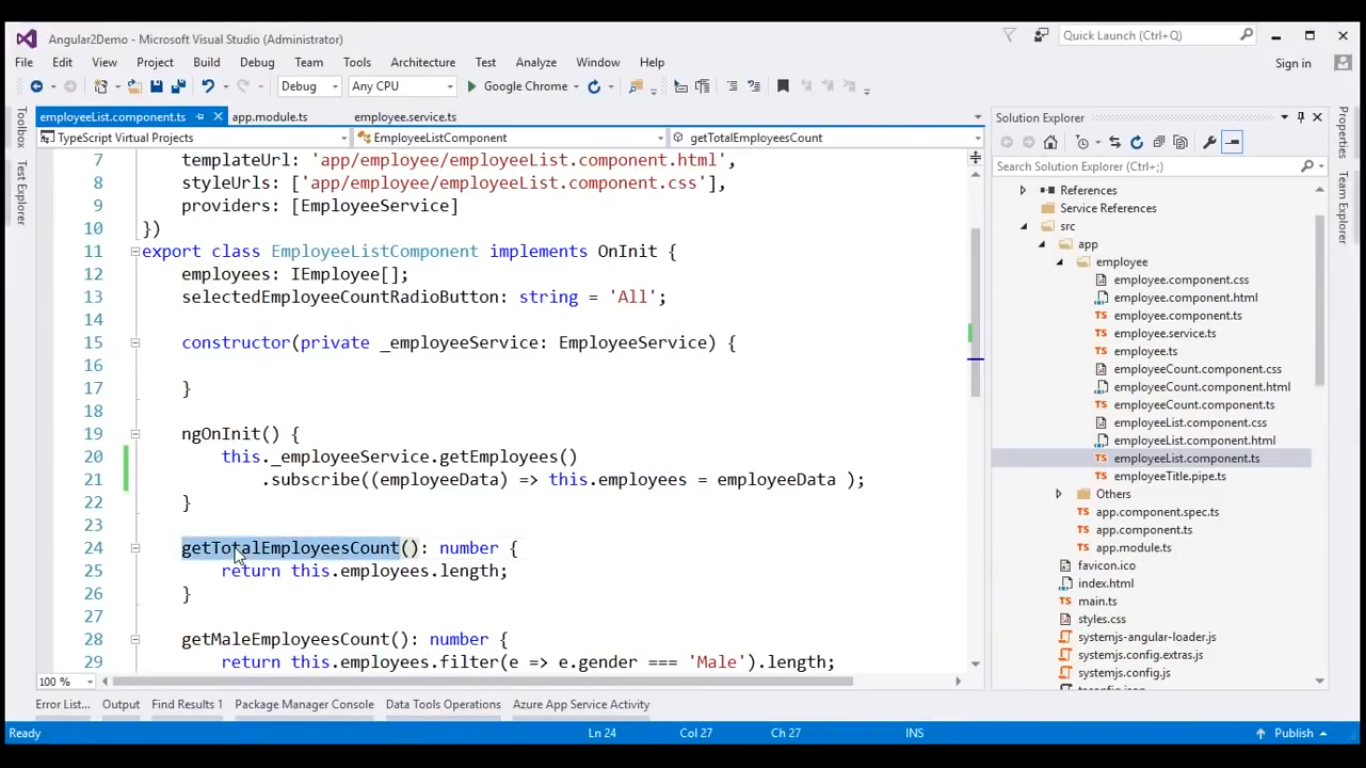 Angular2Demo - Microsoft Visual Studio (Administrator)
Quick Launch (Ctrl+Q)
File Edit View Project Build Debug Team Tools Architecture Test Analyze Window Help
Sign in
Debug Any CPU Google Chrome
Toolbox
Test Explorer
employeeList.component.ts app.module.ts employee.service.ts
TypeScript Virtual Projects EmployeeListComponent getTotalEmployeesCount
7 templateUrl: 'app/employee/employeeList.component.html',
8 styleUrls: ['app/employee/employeeList.component.css'],
9 providers: [EmployeeService]
10 })
11 export class EmployeeListComponent implements OnInit {
12 employees: IEmployee[];
13 selectedEmployeeCountRadioButton: string = 'All';
14
15 constructor(private _employeeService: EmployeeService) {
16
17 }
18
19 ngOnInit() {
20 this._employeeService.getEmployees()
21 .subscribe((employeeData) => this.employees = employeeData );
22 }
23
24 getTotalEmployeesCount(): number {
25 return this.employees.length;
26 }
27
28 getMaleEmployeesCount(): number {
29 return this.employees.filter(e => e.gender === 'Male').length;
100 %
Solution Explorer
Search Solution Explorer (Ctrl+;)
References
Service References
src
app
employee
employee.component.css
employee.component.html
employee.component.ts
employee.service.ts
employee.ts
employeeCount.component.css
employeeCount.component.html
employeeCount.component.ts
employeeList.component.css
employeeList.component.html
employeeList.component.ts
employeeTitle.pipe.ts
Others
app.component.spec.ts
app.component.ts
app.module.ts
favicon.ico
index.html
main.ts
styles.css
systemjs-angular-loader.js
systemjs.config.extras.js
systemjs.config.js
Properties
Team Explorer
Error List... Output Find Results 1 Package Manager Console Data Tools Operations Azure App Service Activity
Ready Ln 24 Col 27 Ch 27 INS Publish